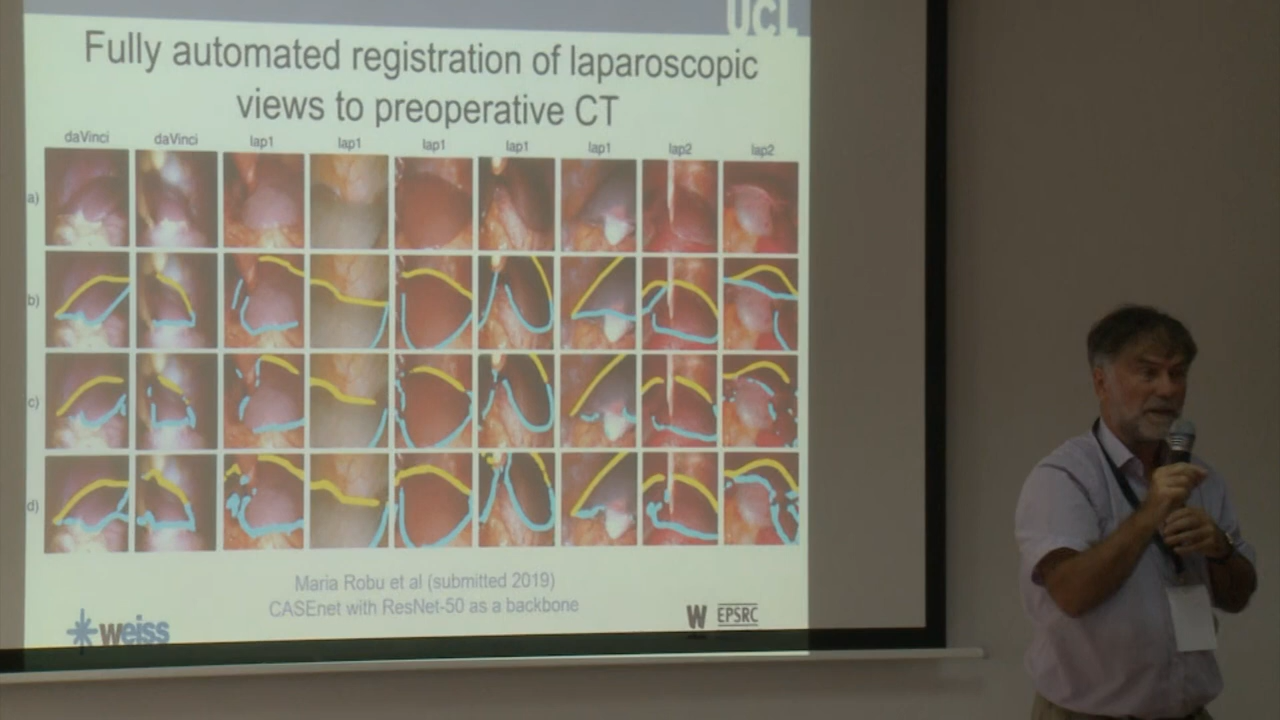 UCL
Fully automated registration of laparoscopic
views to preoperative CT
daVinci daVinci lap1 lap1 lap1 lap1 lap1 lap2 lap2
a)
b)
c)
d)
Maria Robu et al (submitted 2019)
CASEnet with ResNet-50 as a backbone
weiss W EPSRC